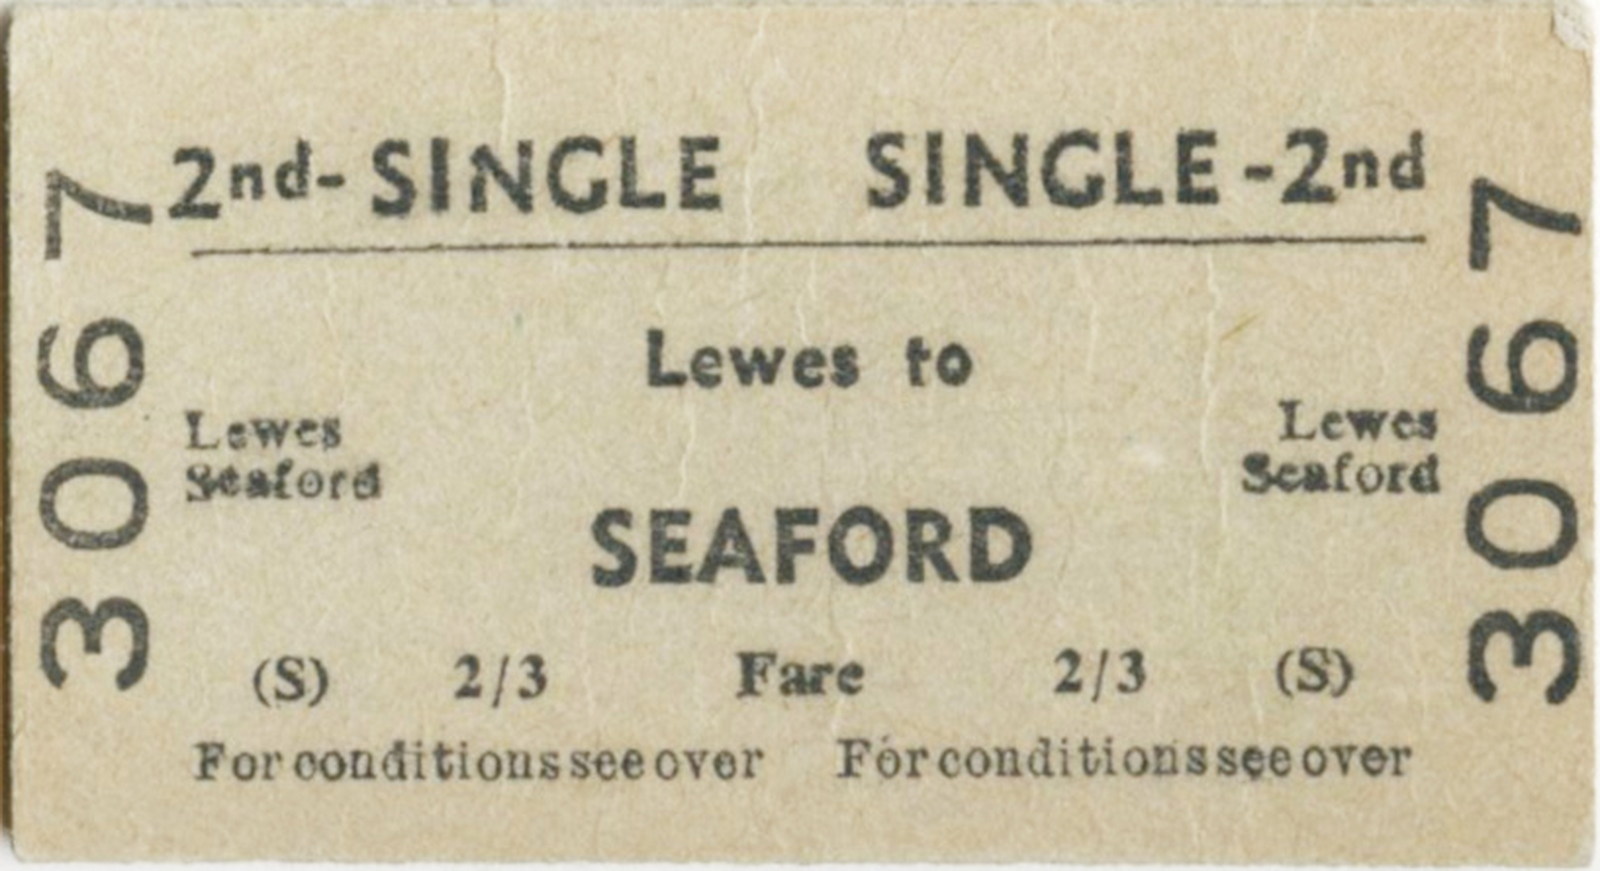 2nd-SINGLE SINGLE-2nd
Lewes to
Lewes Lewes
Seaford Seaford
SEAFORD
(S) 2/3 Fare 2/3 (S)
For conditions see over For conditions see over
3067
3067